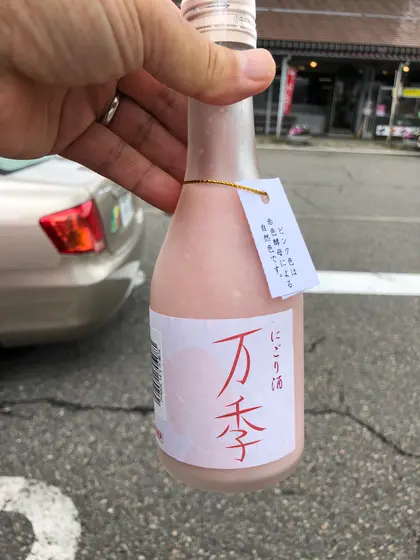 ピンク色は
赤色酵母による
自然色です。
にごり酒
万季